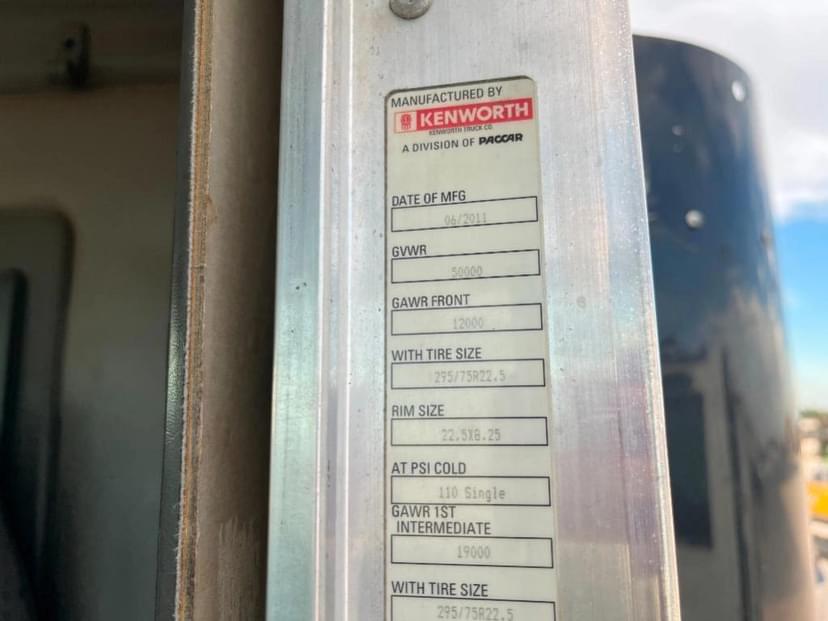 MANUFACTURED BY
KENWORTH
KENWORTH TRUCK CO.
A DIVISION OF PACCAR
DATE OF MFG
06/2011
GVWR
50000
GAWR FRONT
12000
WITH TIRE SIZE
295/75R22.5
RIM SIZE
22.5X8.25
AT PSI COLD
110 Single
GAWR 1ST
INTERMEDIATE
19000
WITH TIRE SIZE
295/75R22.5